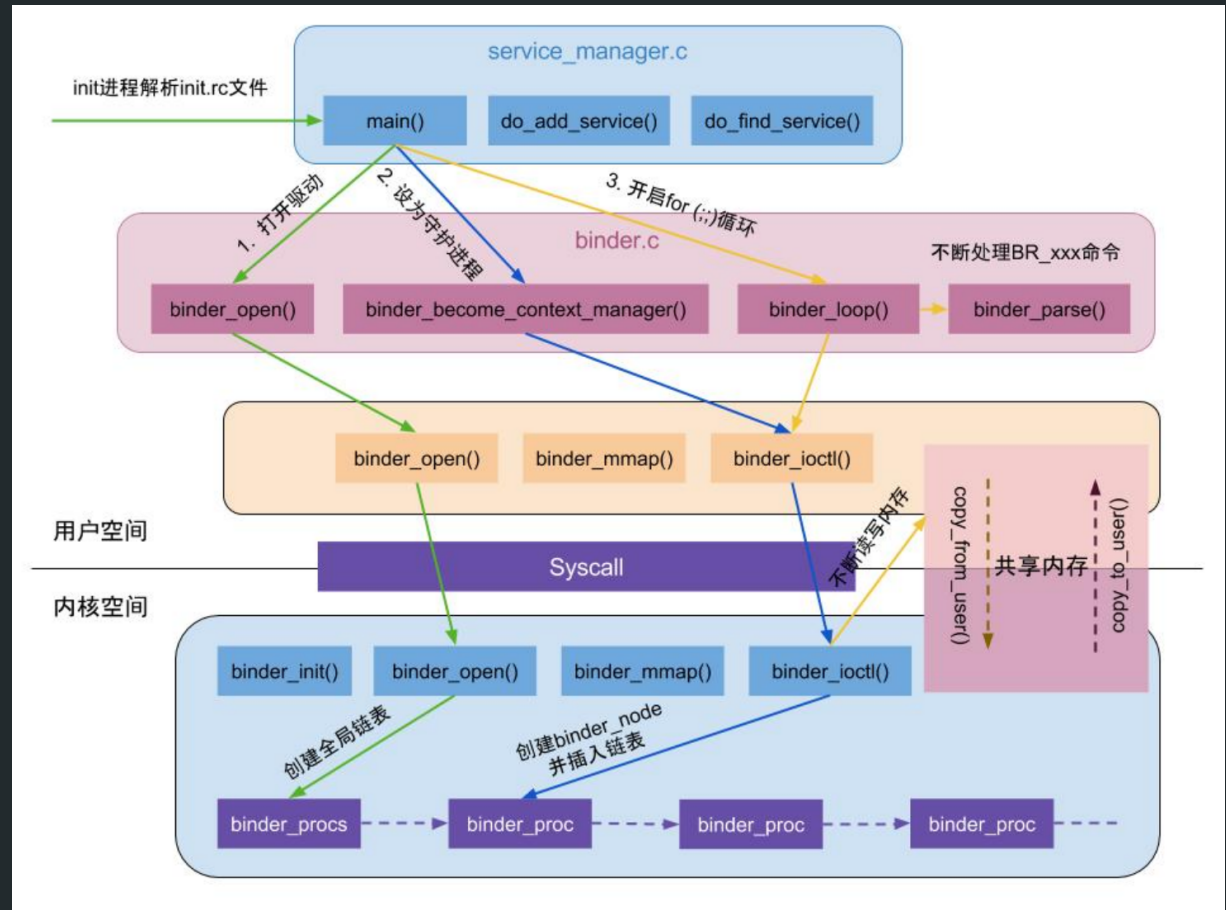 service_manager.c
init进程解析init.rc文件
main()
do_add_service()
do_find_service()
1. 打开驱动
2. 设为守护进程
3. 开启for (;;)循环
binder.c
不断处理BR_xxx命令
binder_open()
binder_become_context_manager()
binder_loop()
binder_parse()
binder_open()
binder_mmap()
binder_ioctl()
不断读写内存
copy_from_user()
共享内存
copy_to_user()
用户空间
Syscall
内核空间
binder_init()
binder_open()
binder_mmap()
binder_ioctl()
创建全局链表
创建binder_node
并插入链表
binder_procs
binder_proc
binder_proc
binder_proc